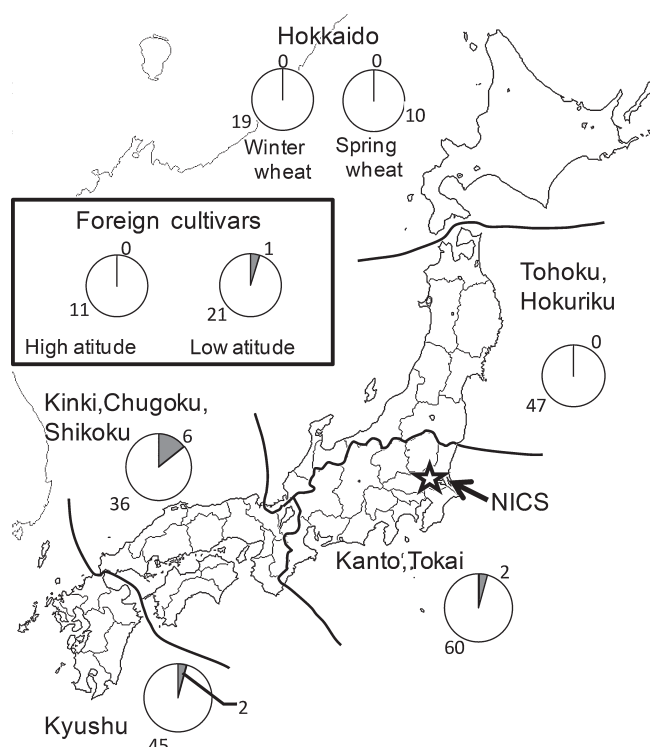 Hokkaido
0
0
19
10
Winter
wheat
Spring
wheat
Foreign cultivars
0
1
11
21
High atitude
Low atitude
Tohoku,
Hokuriku
0
47
Kinki,Chugoku,
Shikoku
6
36
NICS
Kanto,Tokai
2
60
2
Kyushu
45